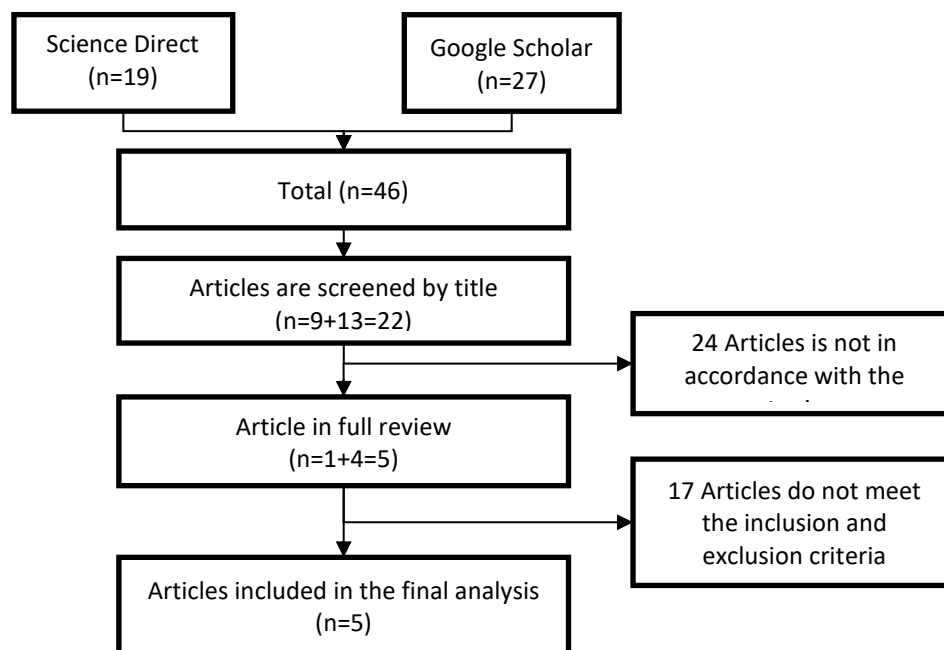 Science Direct
(n=19)
Google Scholar
(n=27)
Total (n=46)
Articles are screened by title
(n=9+13=22)
24 Articles is not in
accordance with the
Article in full review
(n=1+4=5)
17 Articles do not meet
the inclusion and
exclusion criteria
Articles included in the final analysis
(n=5)